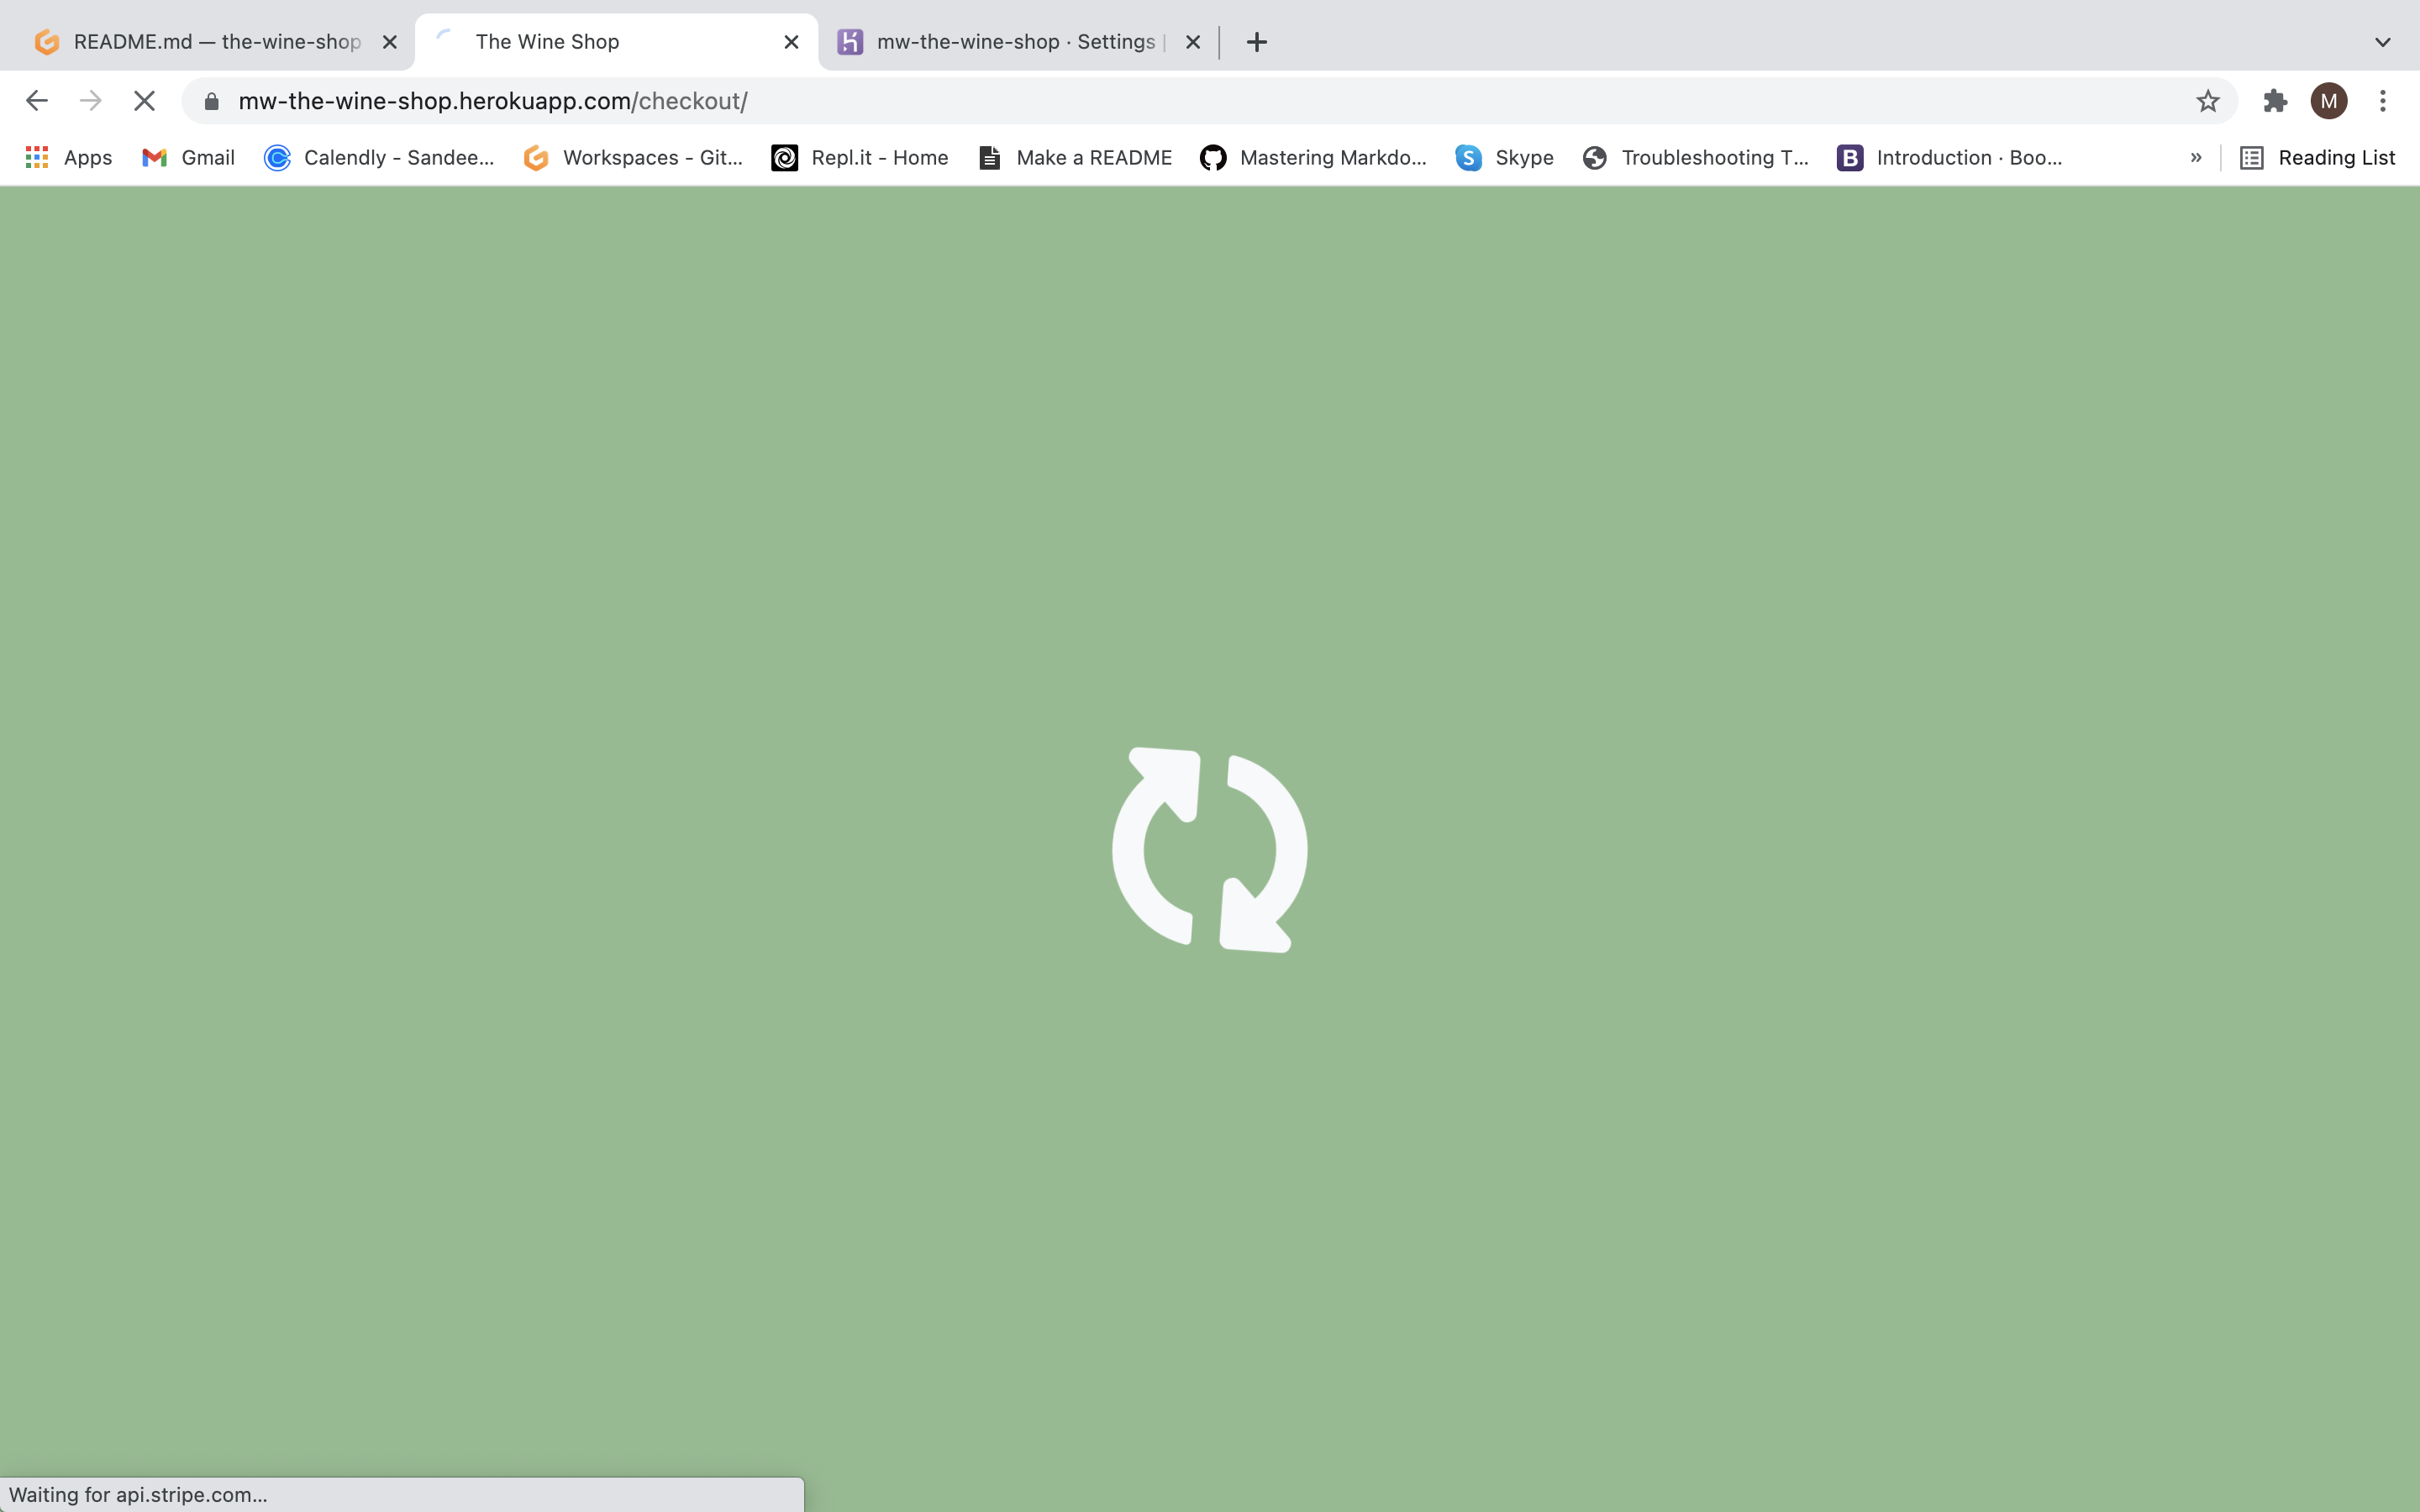 README.md — the-wine-shop
The Wine Shop
mw-the-wine-shop · Settings |
mw-the-wine-shop.herokuapp.com/checkout/
M
Apps
Gmail
Calendly - Sandee...
Workspaces - Git...
Repl.it - Home
Make a README
Mastering Markdo...
S
Skype
Troubleshooting T...
B
Introduction · Boo...
»
Reading List
Waiting for api.stripe.com...